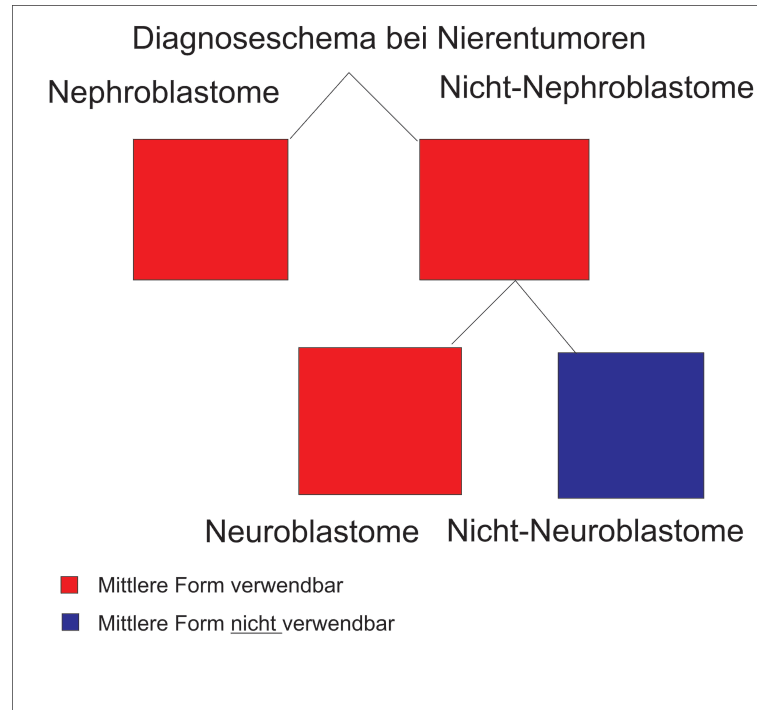 Diagnoseschema bei Nierentumoren
Nephroblastome
Nicht-Nephroblastome
Neuroblastome
Nicht-Neuroblastome
Mittlere Form verwendbar
Mittlere Form nicht verwendbar